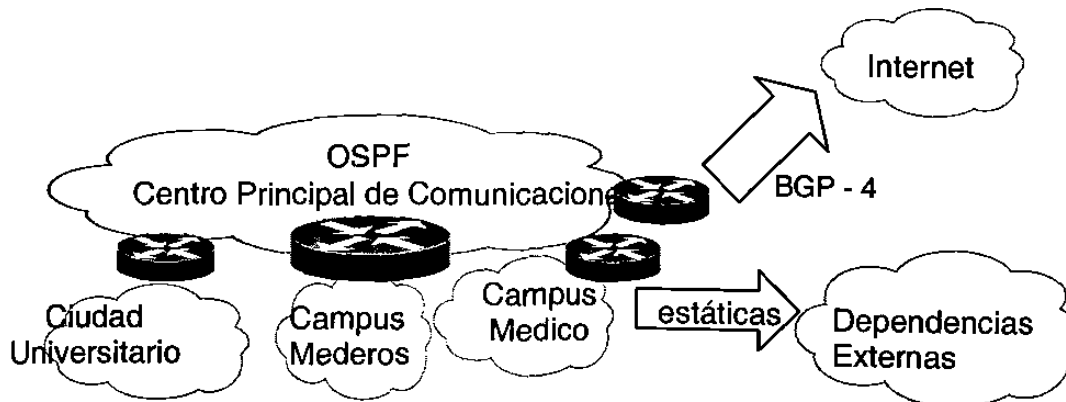 Internet
OSPF
Centro Principal de Comunicacione
BGP - 4
Ciudad
Universitario
Campus
Mederos
Campus
Medico
estáticas
Dependencias
Externas